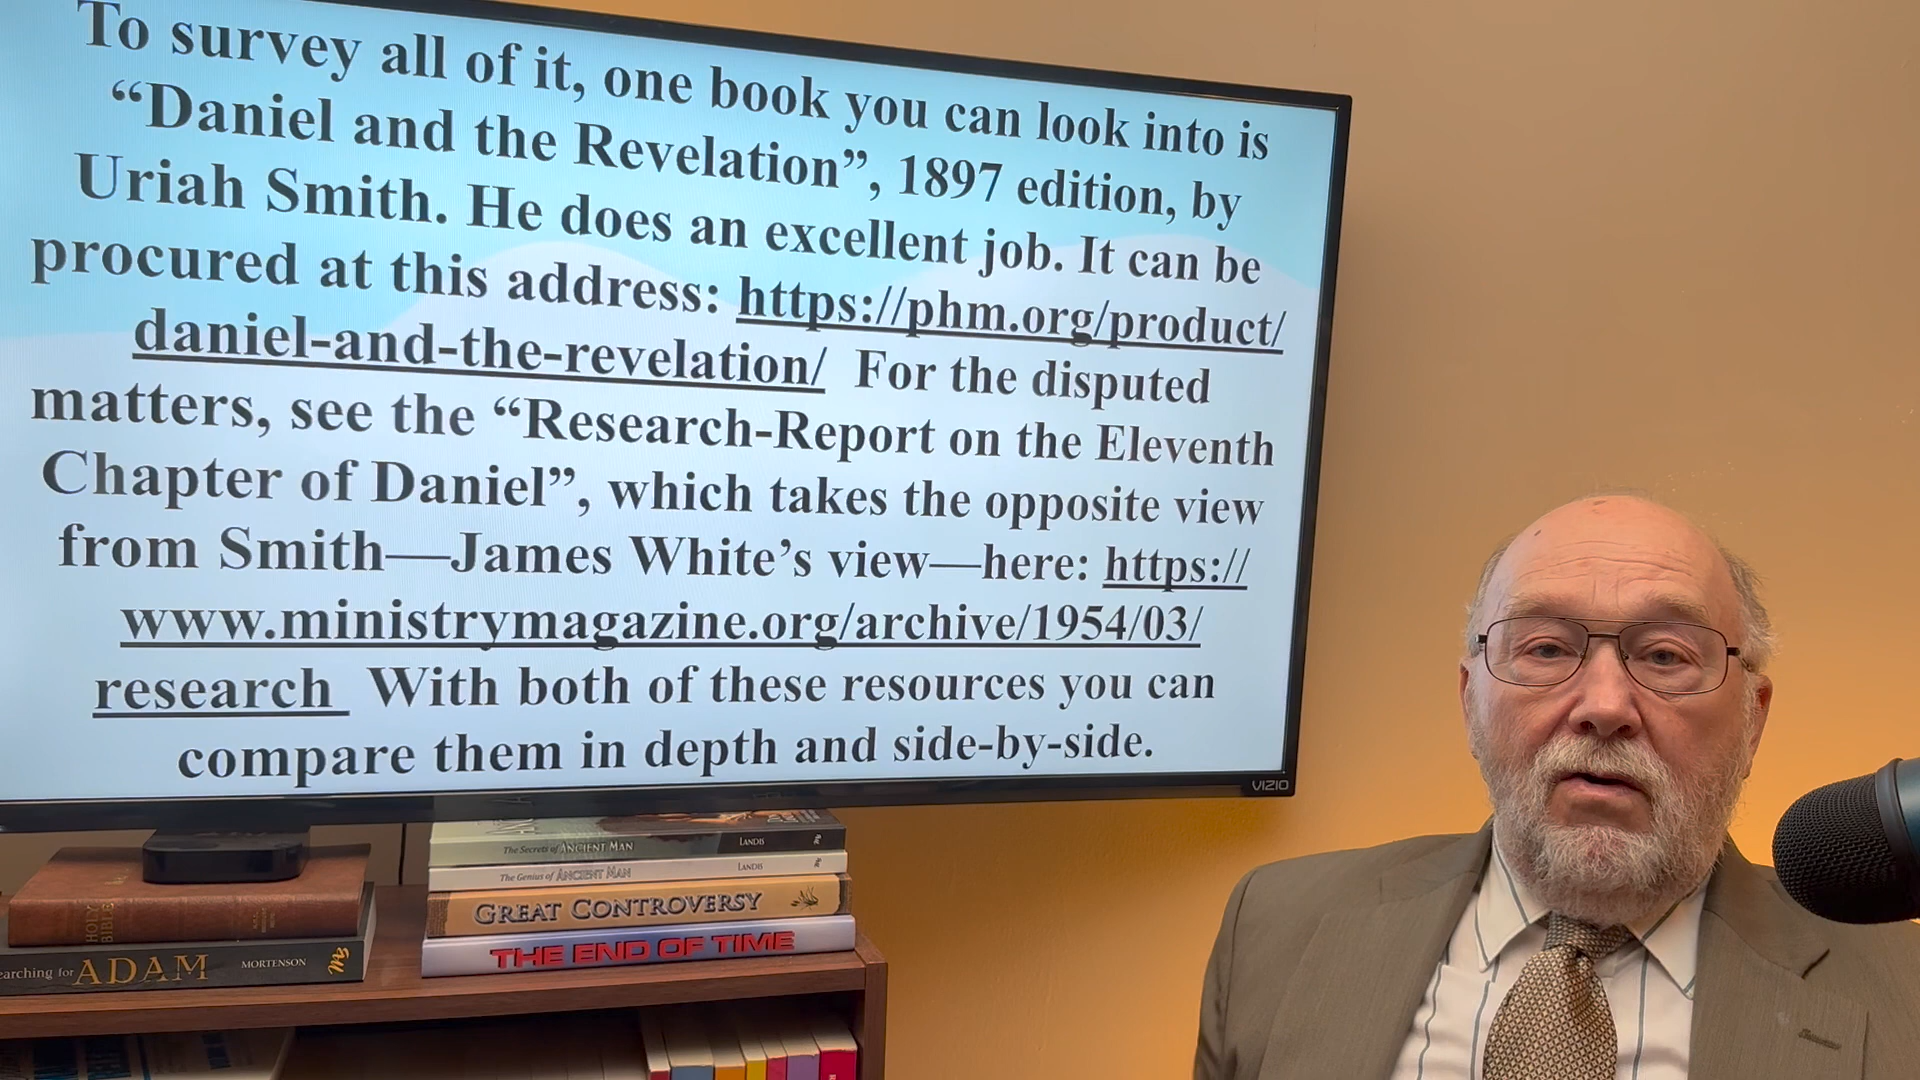 To survey all of it, one book you can look into is
“Daniel and the Revelation”, 1897 edition, by
Uriah Smith. He does an excellent job. It can be
procured at this address: https://phm.org/product/
daniel-and-the-revelation/ For the disputed
matters, see the “Research-Report on the Eleventh
Chapter of Daniel”, which takes the opposite view
from Smith—James White’s view—here: https://
www.ministrymagazine.org/archive/1954/03/
research With both of these resources you can
compare them in depth and side-by-side.
VIZIO
The Secrets of ANCIENT MAN LANDIS
The Genius of ANCIENT MAN LANDIS
GREAT CONTROVERSY
THE END OF TIME
HOLY
BIBLE
earching for ADAM MORTENSON